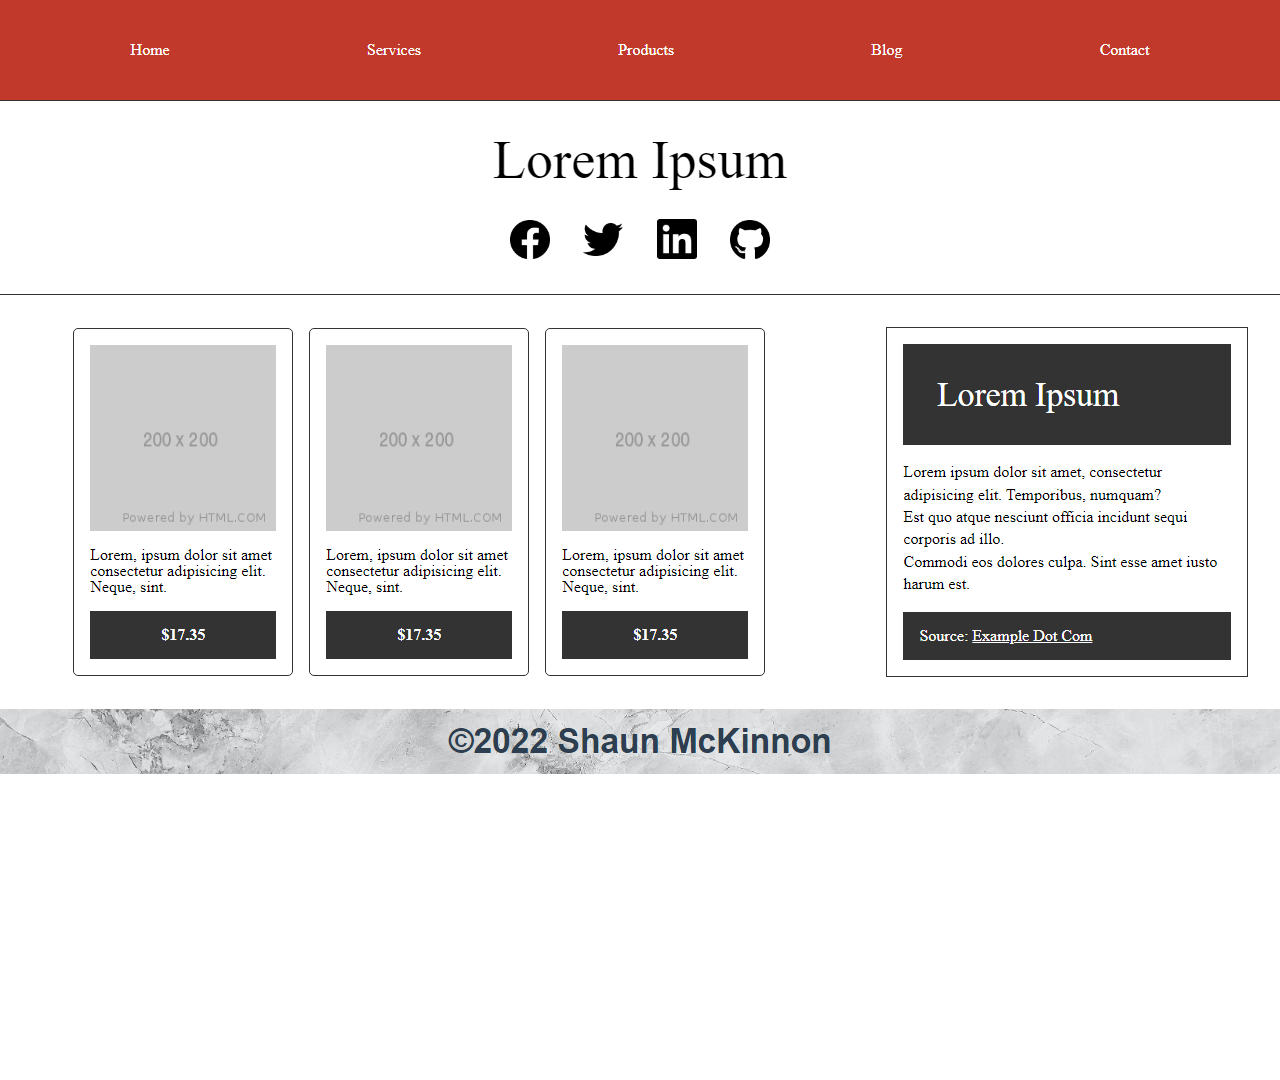 Home Services Products Blog Contact
Lorem Ipsum
200 x 200
Powered by HTML.COM
Lorem, ipsum dolor sit amet
consectetur adipisicing elit.
Neque, sint.
$17.35
200 x 200
Powered by HTML.COM
Lorem, ipsum dolor sit amet
consectetur adipisicing elit.
Neque, sint.
$17.35
200 x 200
Powered by HTML.COM
Lorem, ipsum dolor sit amet
consectetur adipisicing elit.
Neque, sint.
$17.35
Lorem Ipsum
Lorem ipsum dolor sit amet, consectetur
adipisicing elit. Temporibus, numquam?
Est quo atque nesciunt officia incidunt sequi
corporis ad illo.
Commodi eos dolores culpa. Sint esse amet iusto
harum est.
Source: Example Dot Com
©2022 Shaun McKinnon